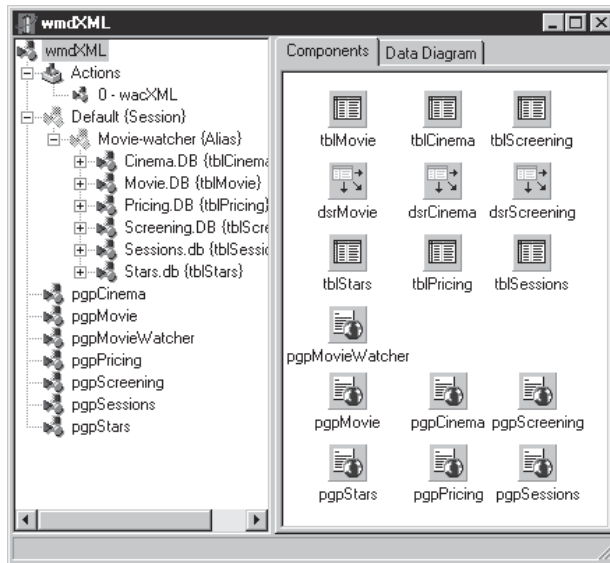 wmdXML
wmdXML
Actions
0 - wacXML
Default {Session}
Movie-watcher {Alias}
Cinema.DB {tblCinema
Movie.DB {tblMovie}
Pricing.DB {tblPricing}
Screening.DB {tblScre
Sessions.db {tblSessio
Stars.db {tblStars}
pgpCinema
pgpMovie
pgpMovieWatcher
pgpPricing
pgpScreening
pgpSessions
pgpStars
Components Data Diagram
tblMovie tblCinema tblScreening
dsrMovie dsrCinema dsrScreening
tblStars tblPricing tblSessions
pgpMovieWatcher
pgpMovie pgpCinema pgpScreening
pgpStars pgpPricing pgpSessions